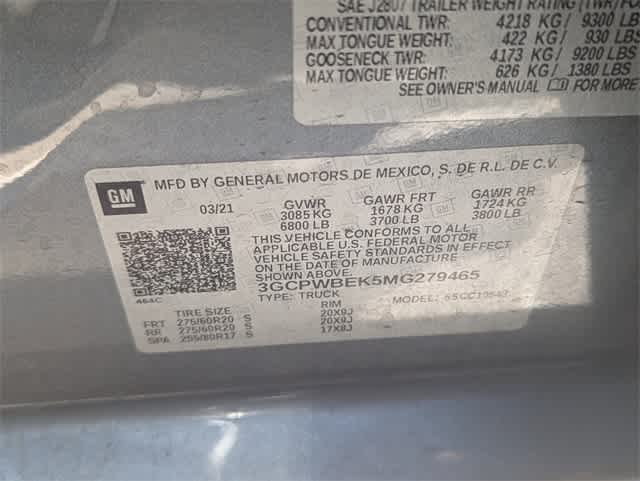 SAE J2807 TRAILER WEIGHT RATING (TWR) FO
CONVENTIONAL TWR: 4218 KG / 9300 LB
MAX TONGUE WEIGHT: 422 KG / 930 LBS
GOOSENECK TWR: 4173 KG / 9200 LBS
MAX TONGUE WEIGHT: 626 KG / 1380 LBS
SEE OWNER'S MANUAL FOR MORE
GM
MFD BY GENERAL MOTORS DE MEXICO, S. DE R.L. DE C.V.
03/21 GVWR GAWR FRT GAWR RR
3085 KG 1678 KG 1724 KG
6800 LB 3700 LB 3800 LB
THIS VEHICLE CONFORMS TO ALL
APPLICABLE U.S. FEDERAL MOTOR
VEHICLE SAFETY STANDARDS IN EFFECT
ON THE DATE OF MANUFACTURE
SHOWN ABOVE.
3GCPWBEK5MG279465
TYPE: TRUCK MODEL:
464C
TIRE SIZE RIM
FRT 275/60R20 S 20X9J
RR 275/60R20 S 20X9J
SPA 255/80R17 S 17X8J